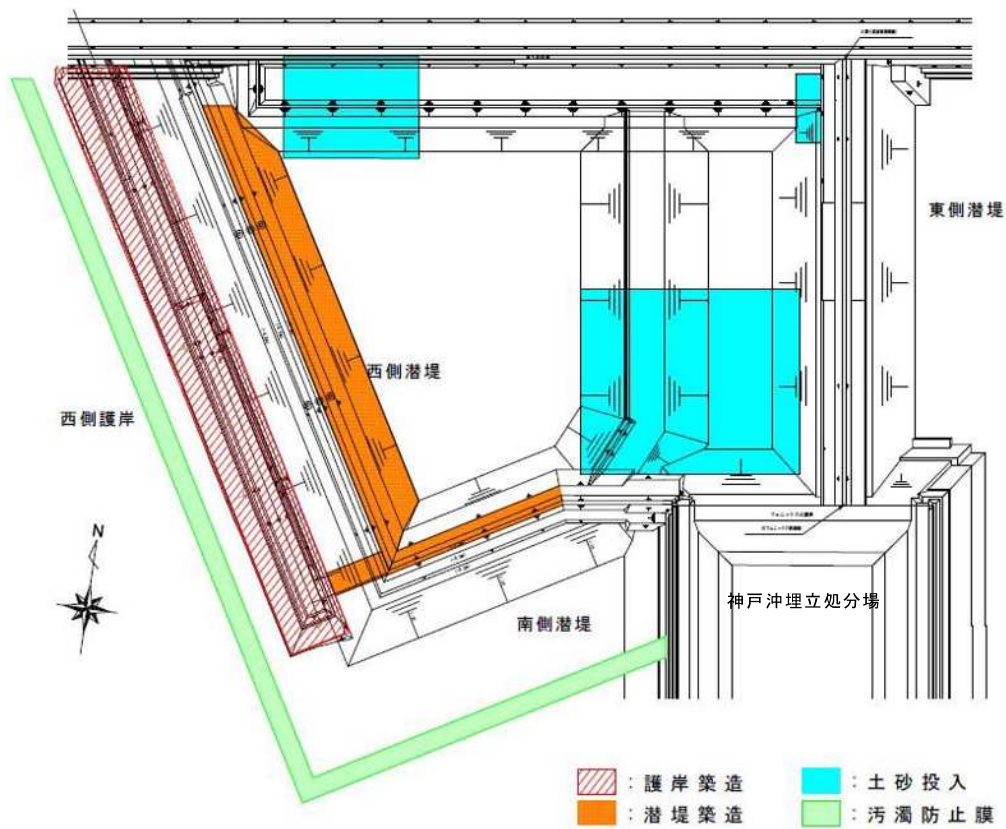 東側潜堤
西側潜堤
西側護岸
N
神戸沖埋立処分場
南側潜堤
：護岸築造
：土砂投入
：潜堤築造
：汚濁防止膜